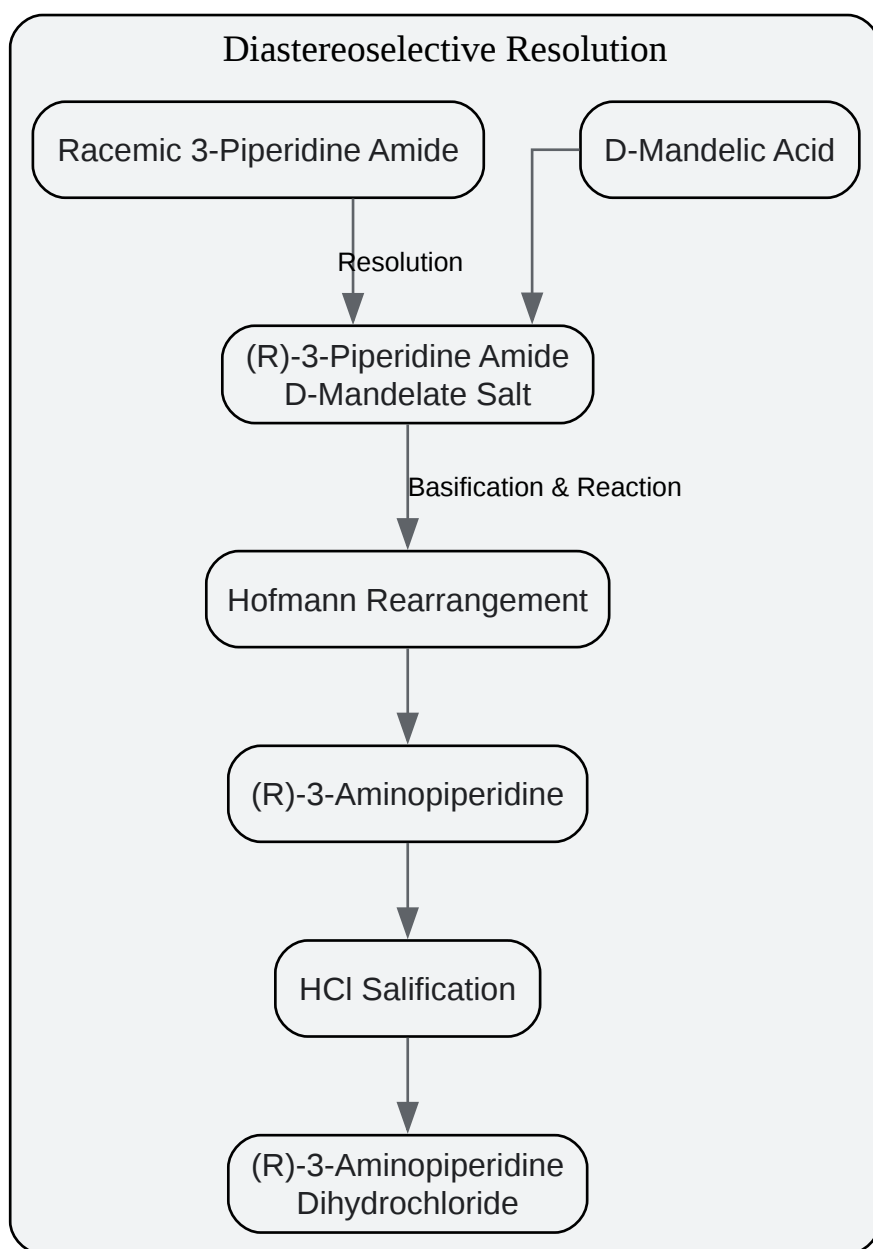 Diastereoselective Resolution
Racemic 3-Piperidine Amide
D-Mandelic Acid
Resolution
(R)-3-Piperidine Amide
D-Mandelate Salt
Basification & Reaction
Hofmann Rearrangement
(R)-3-Aminopiperidine
HCl Salification
(R)-3-Aminopiperidine
Dihydrochloride